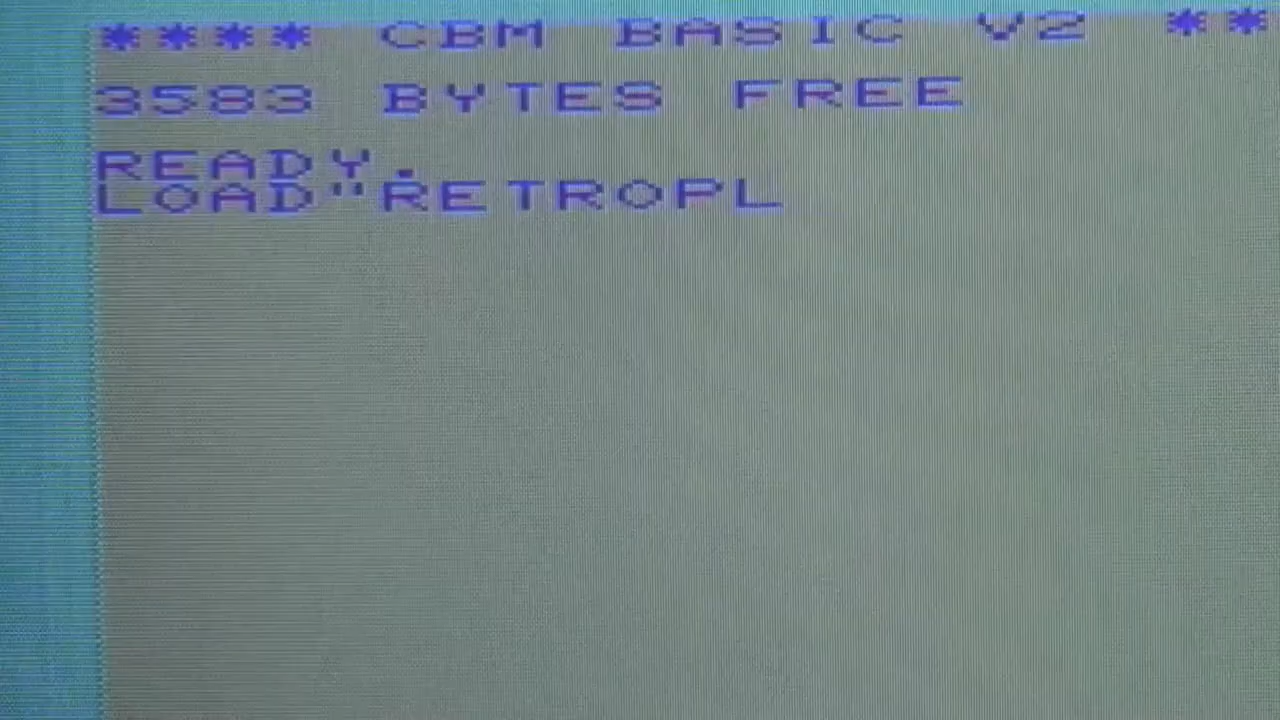 **** CBM BASIC V2 **
3583 BYTES FREE
READY.
LOAD"RETROPL